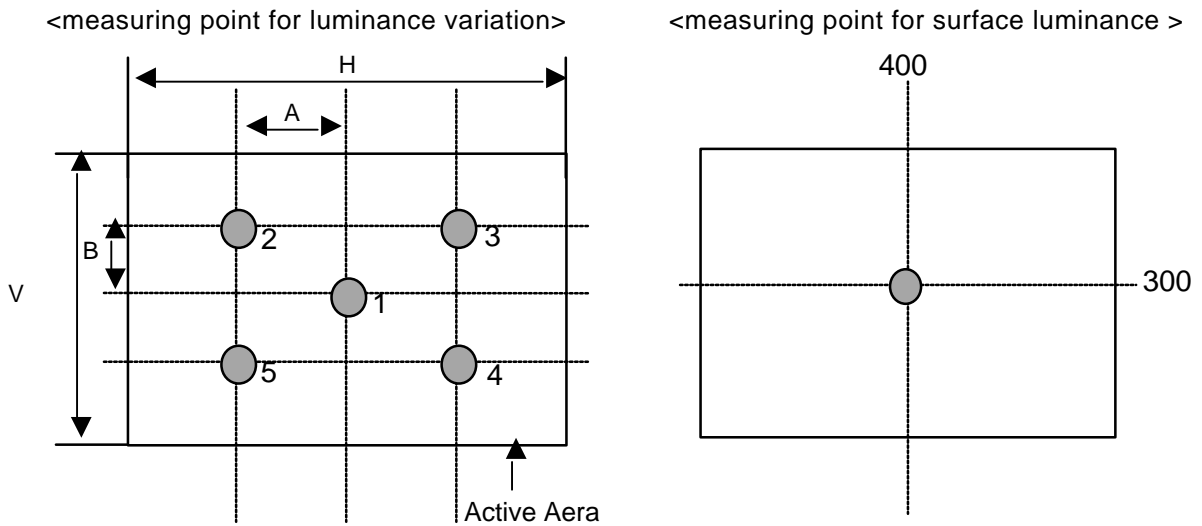 <measuring point for luminance variation>
<measuring point for surface luminance >
H
400
A
2
3
B
V
1
300
5
4
Active Aera